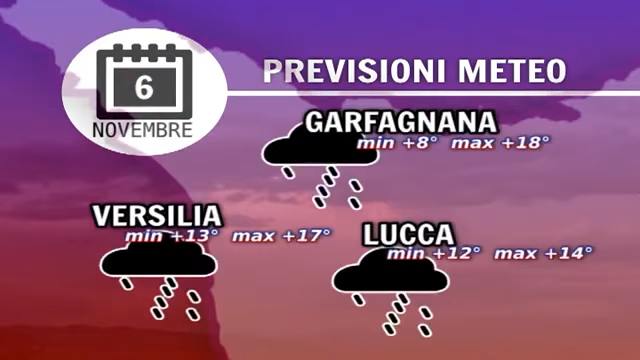 6
NOVEMBRE
PREVISIONI METEO
GARFAGNANA
min +8° max +18°
VERSILIA
min +13° max +17°
LUCCA
min +12° max +14°